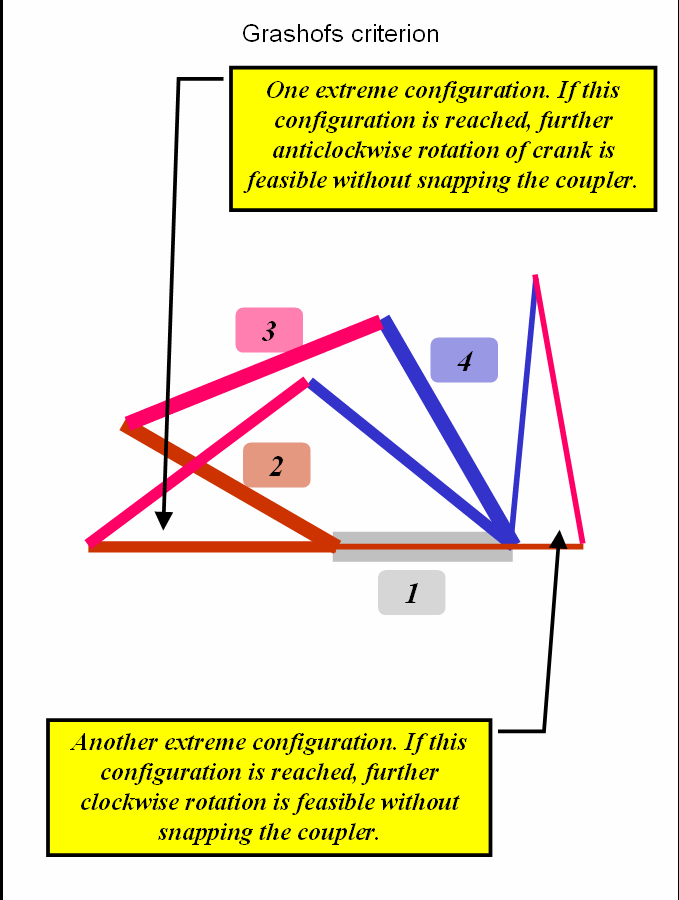 Grashofs criterion
One extreme configuration. If this
configuration is reached, further
anticlockwise rotation of crank is
feasible without snapping the coupler.
3
4
2
1
Another extreme configuration. If this
configuration is reached, further
clockwise rotation is feasible without
snapping the coupler.